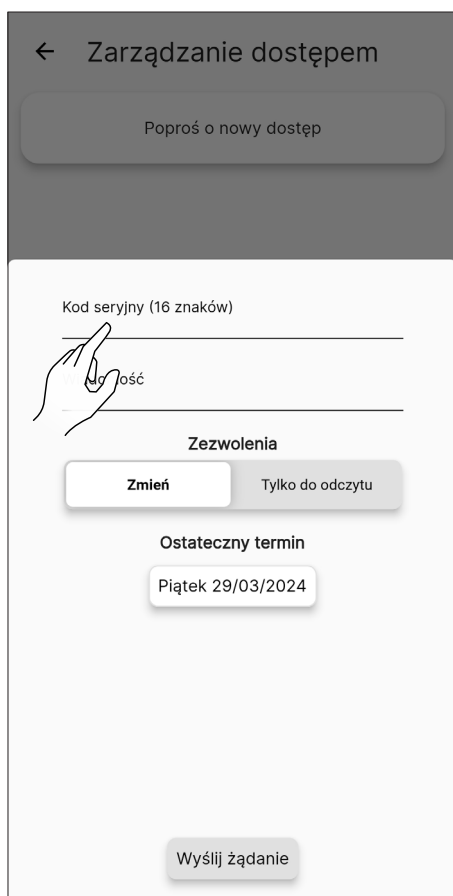 Zarządzanie dostępem
Poproś o nowy dostęp
Kod seryjny (16 znaków)
Zezwolenia
Zmień Tylko do odczytu
Ostateczny termin
Piątek 29/03/2024
Wyślij żądanie